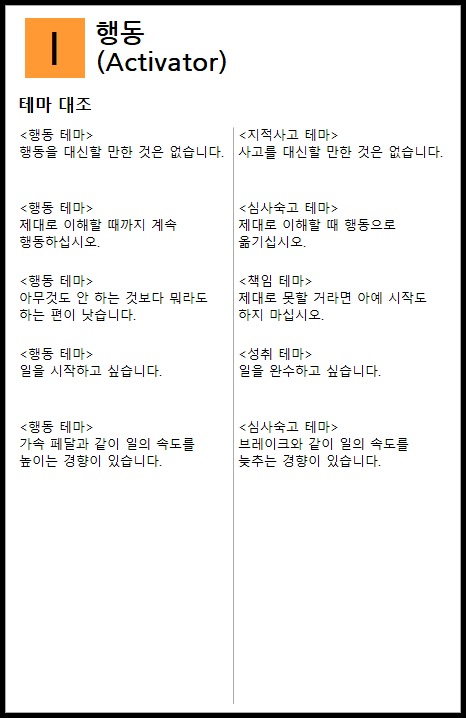 I
행동
(Activator)
테마 대조
<행동 테마>
행동을 대신할 만한 것은 없습니다.
<지적사고 테마>
사고를 대신할 만한 것은 없습니다.
<행동 테마>
제대로 이해할 때까지 계속
행동하십시오.
<심사숙고 테마>
제대로 이해할 때 행동으로
옮기십시오.
<행동 테마>
아무것도 안 하는 것보다 뭐라도
하는 편이 낫습니다.
<책임 테마>
제대로 못할 거라면 아예 시작도
하지 마십시오.
<행동 테마>
일을 시작하고 싶습니다.
<성취 테마>
일을 완수하고 싶습니다.
<행동 테마>
가속 페달과 같이 일의 속도를
높이는 경향이 있습니다.
<심사숙고 테마>
브레이크와 같이 일의 속도를
늦추는 경향이 있습니다.